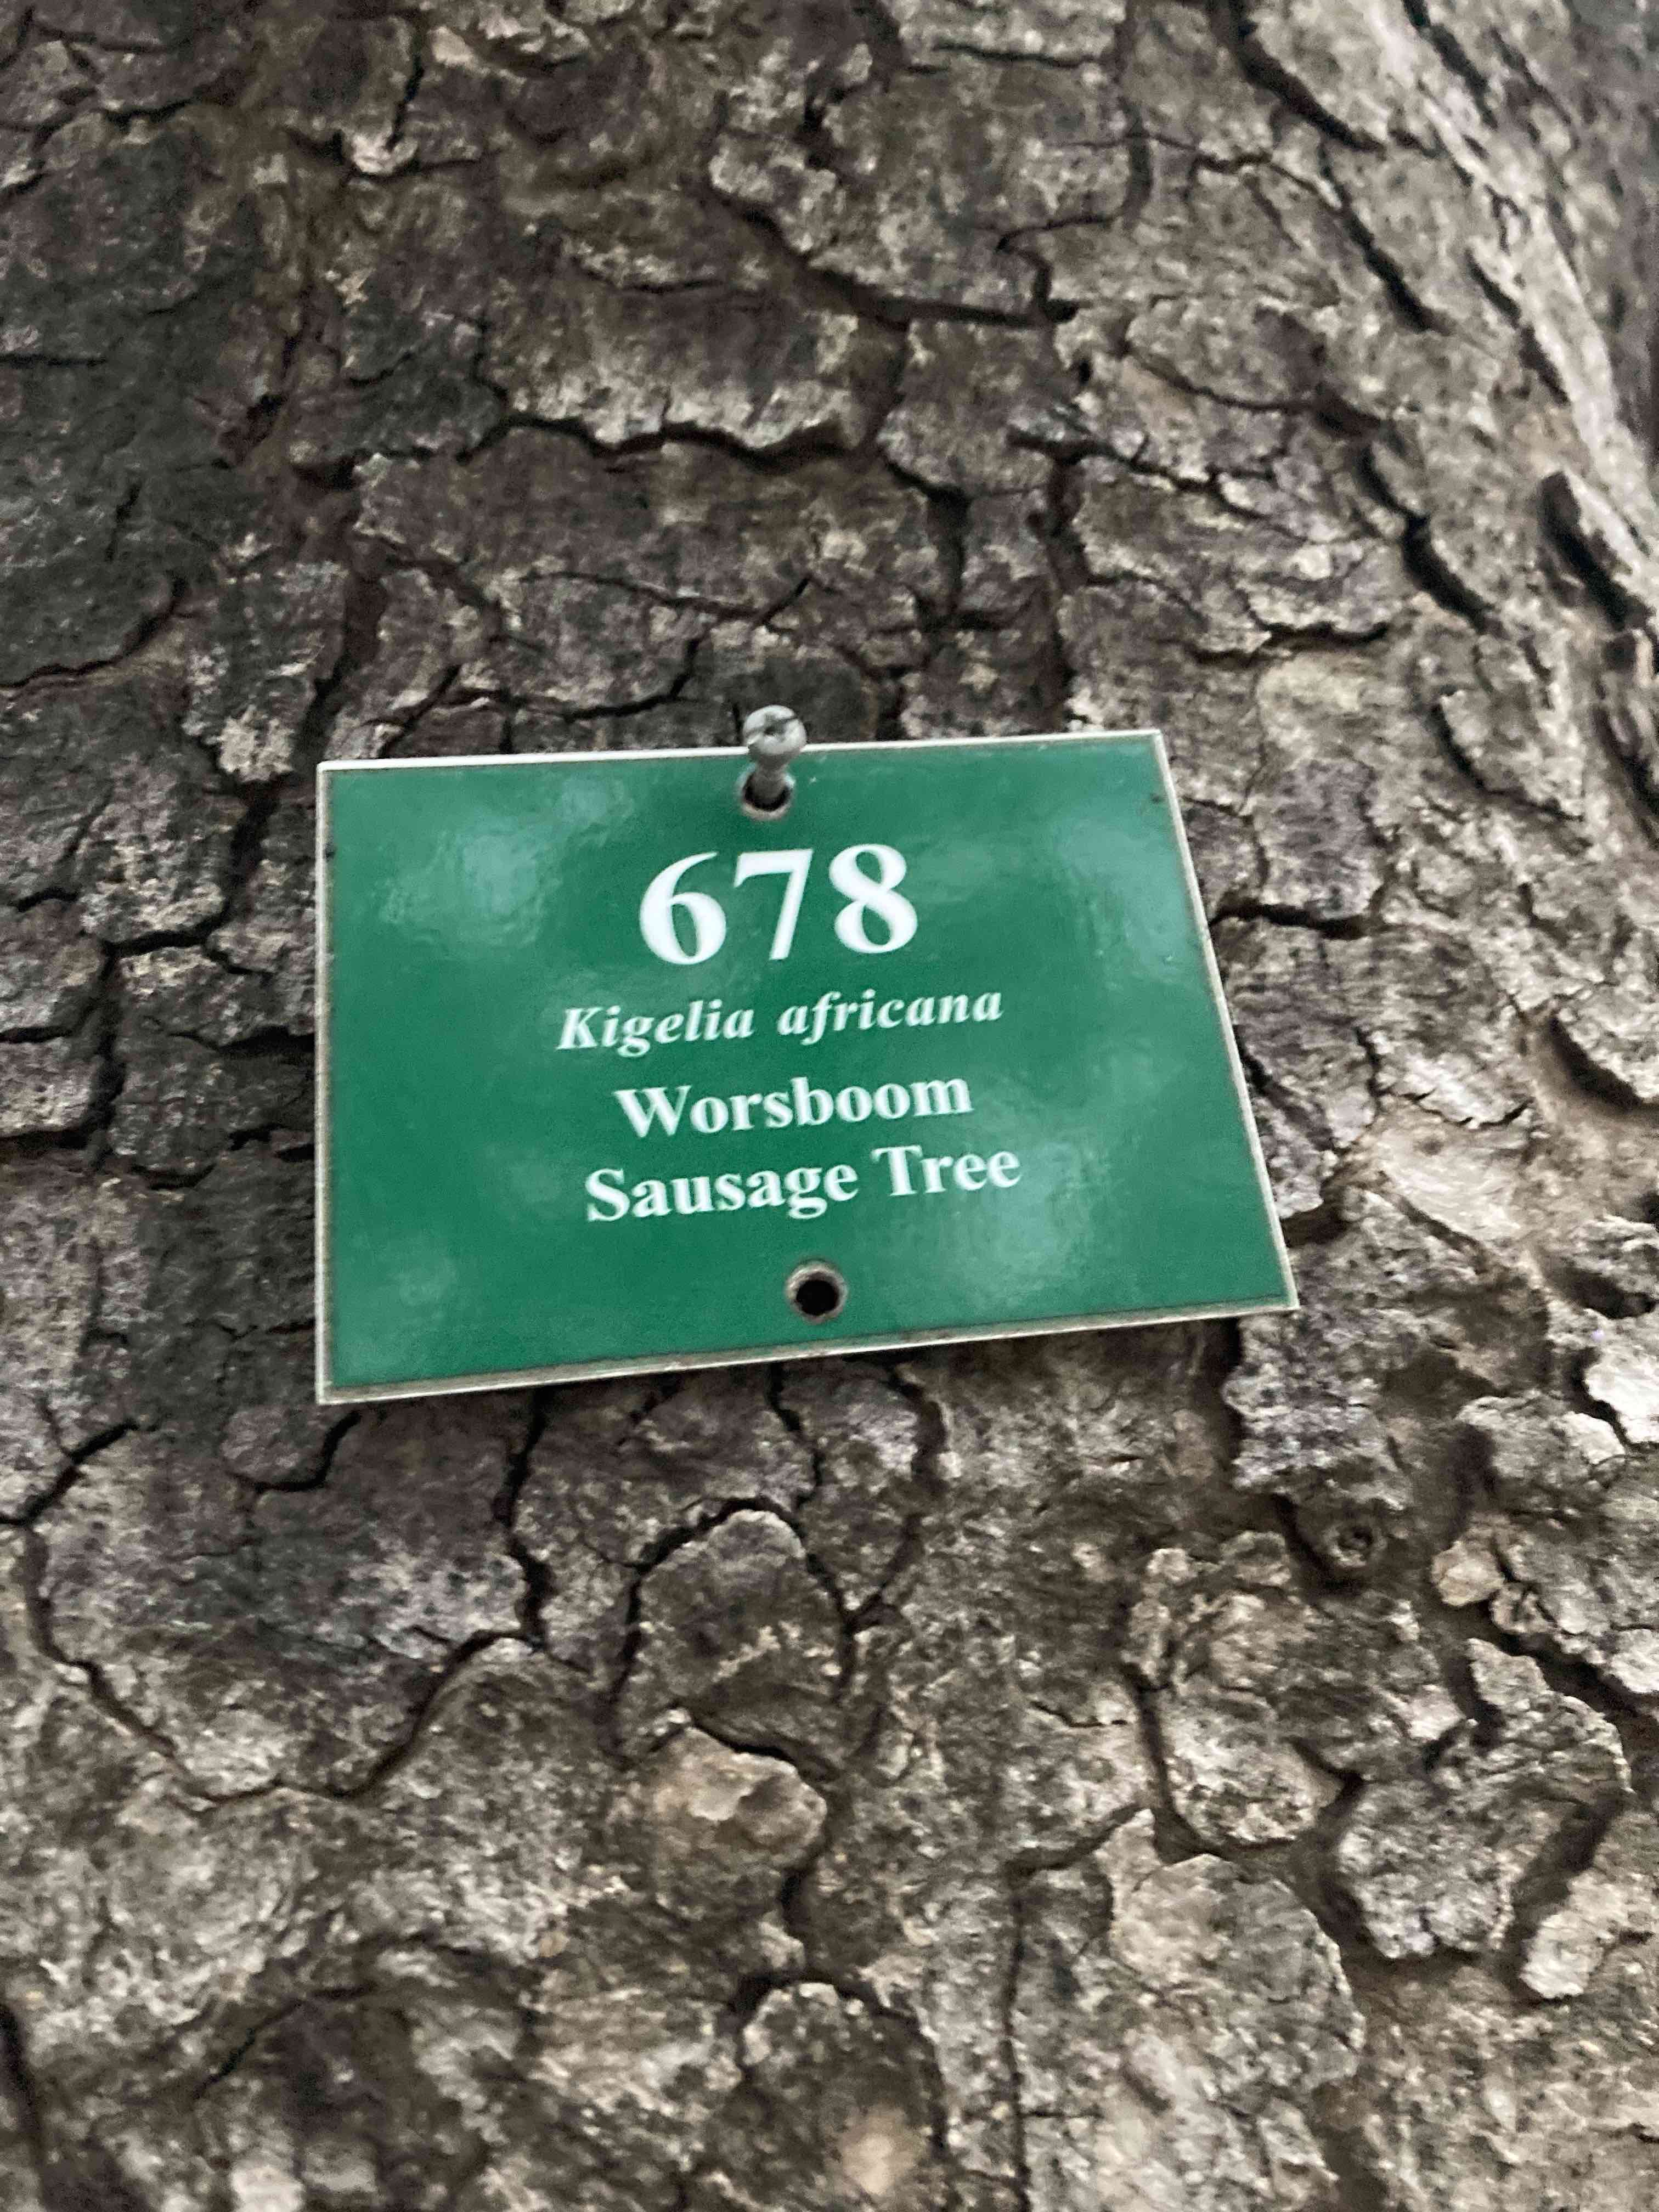 678
Kigelia africana
Worsboom
Sausage Tree